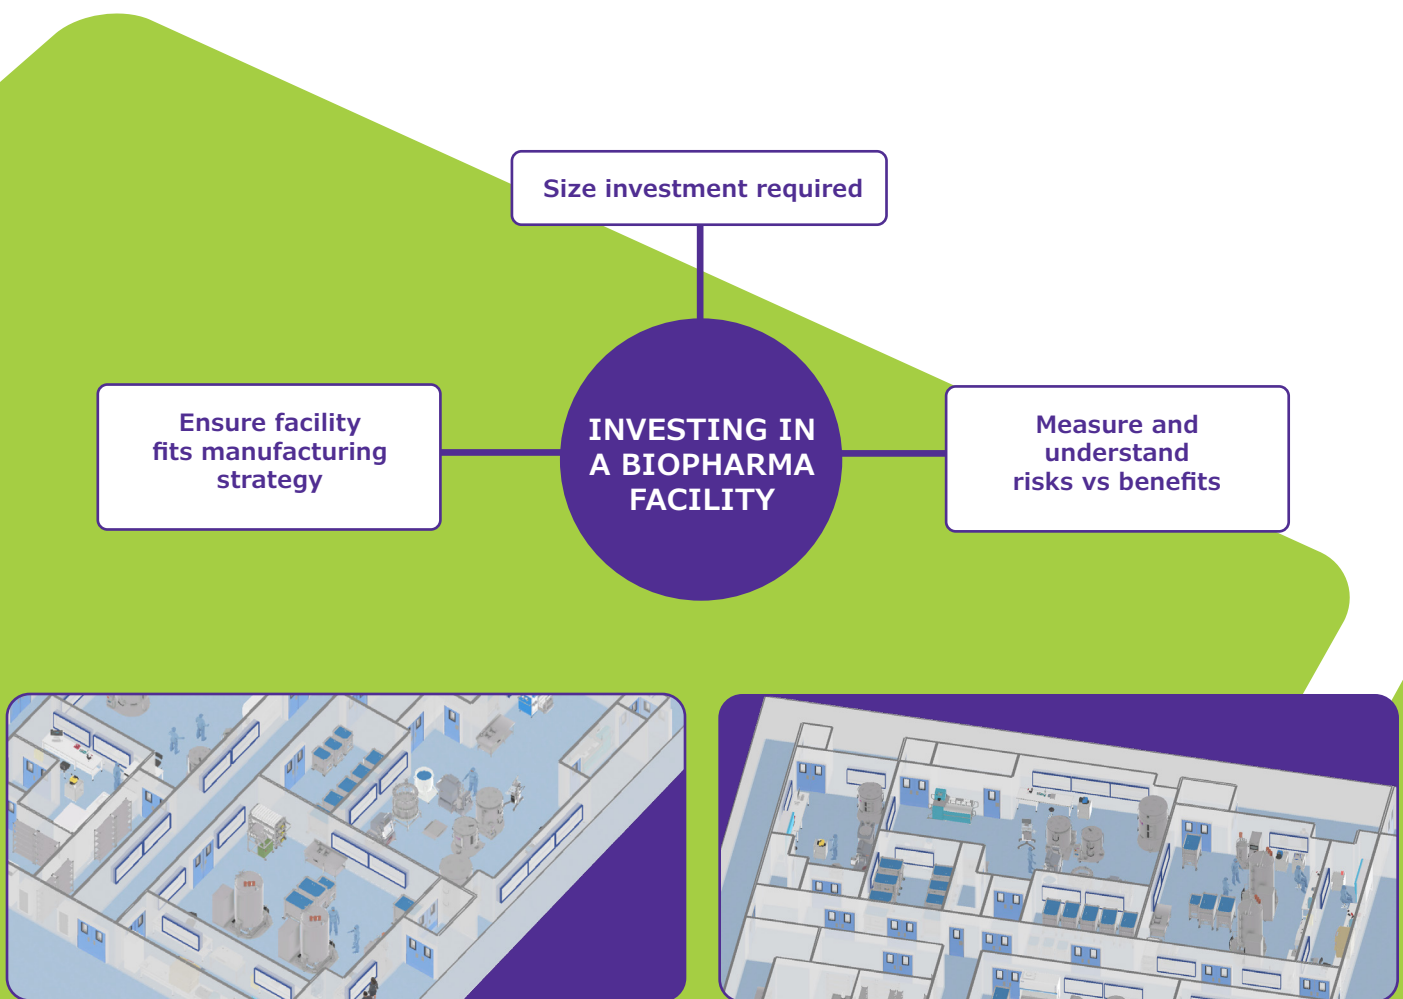 Size investment required
Ensure facility
fits manufacturing
strategy
INVESTING IN
A BIOPHARMA
FACILITY
Measure and
understand
risks vs benefits